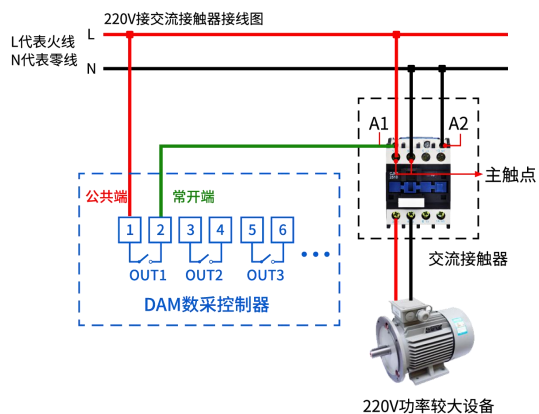 220V接交流接触器接线图
L代表火线
L
N代表零线
N
A1
A2
主触点
公共端
常开端
1
2
3
4
5
6
OUT1
OUT2
OUT3
•••
DAM数采控制器
交流接触器
220V功率较大设备